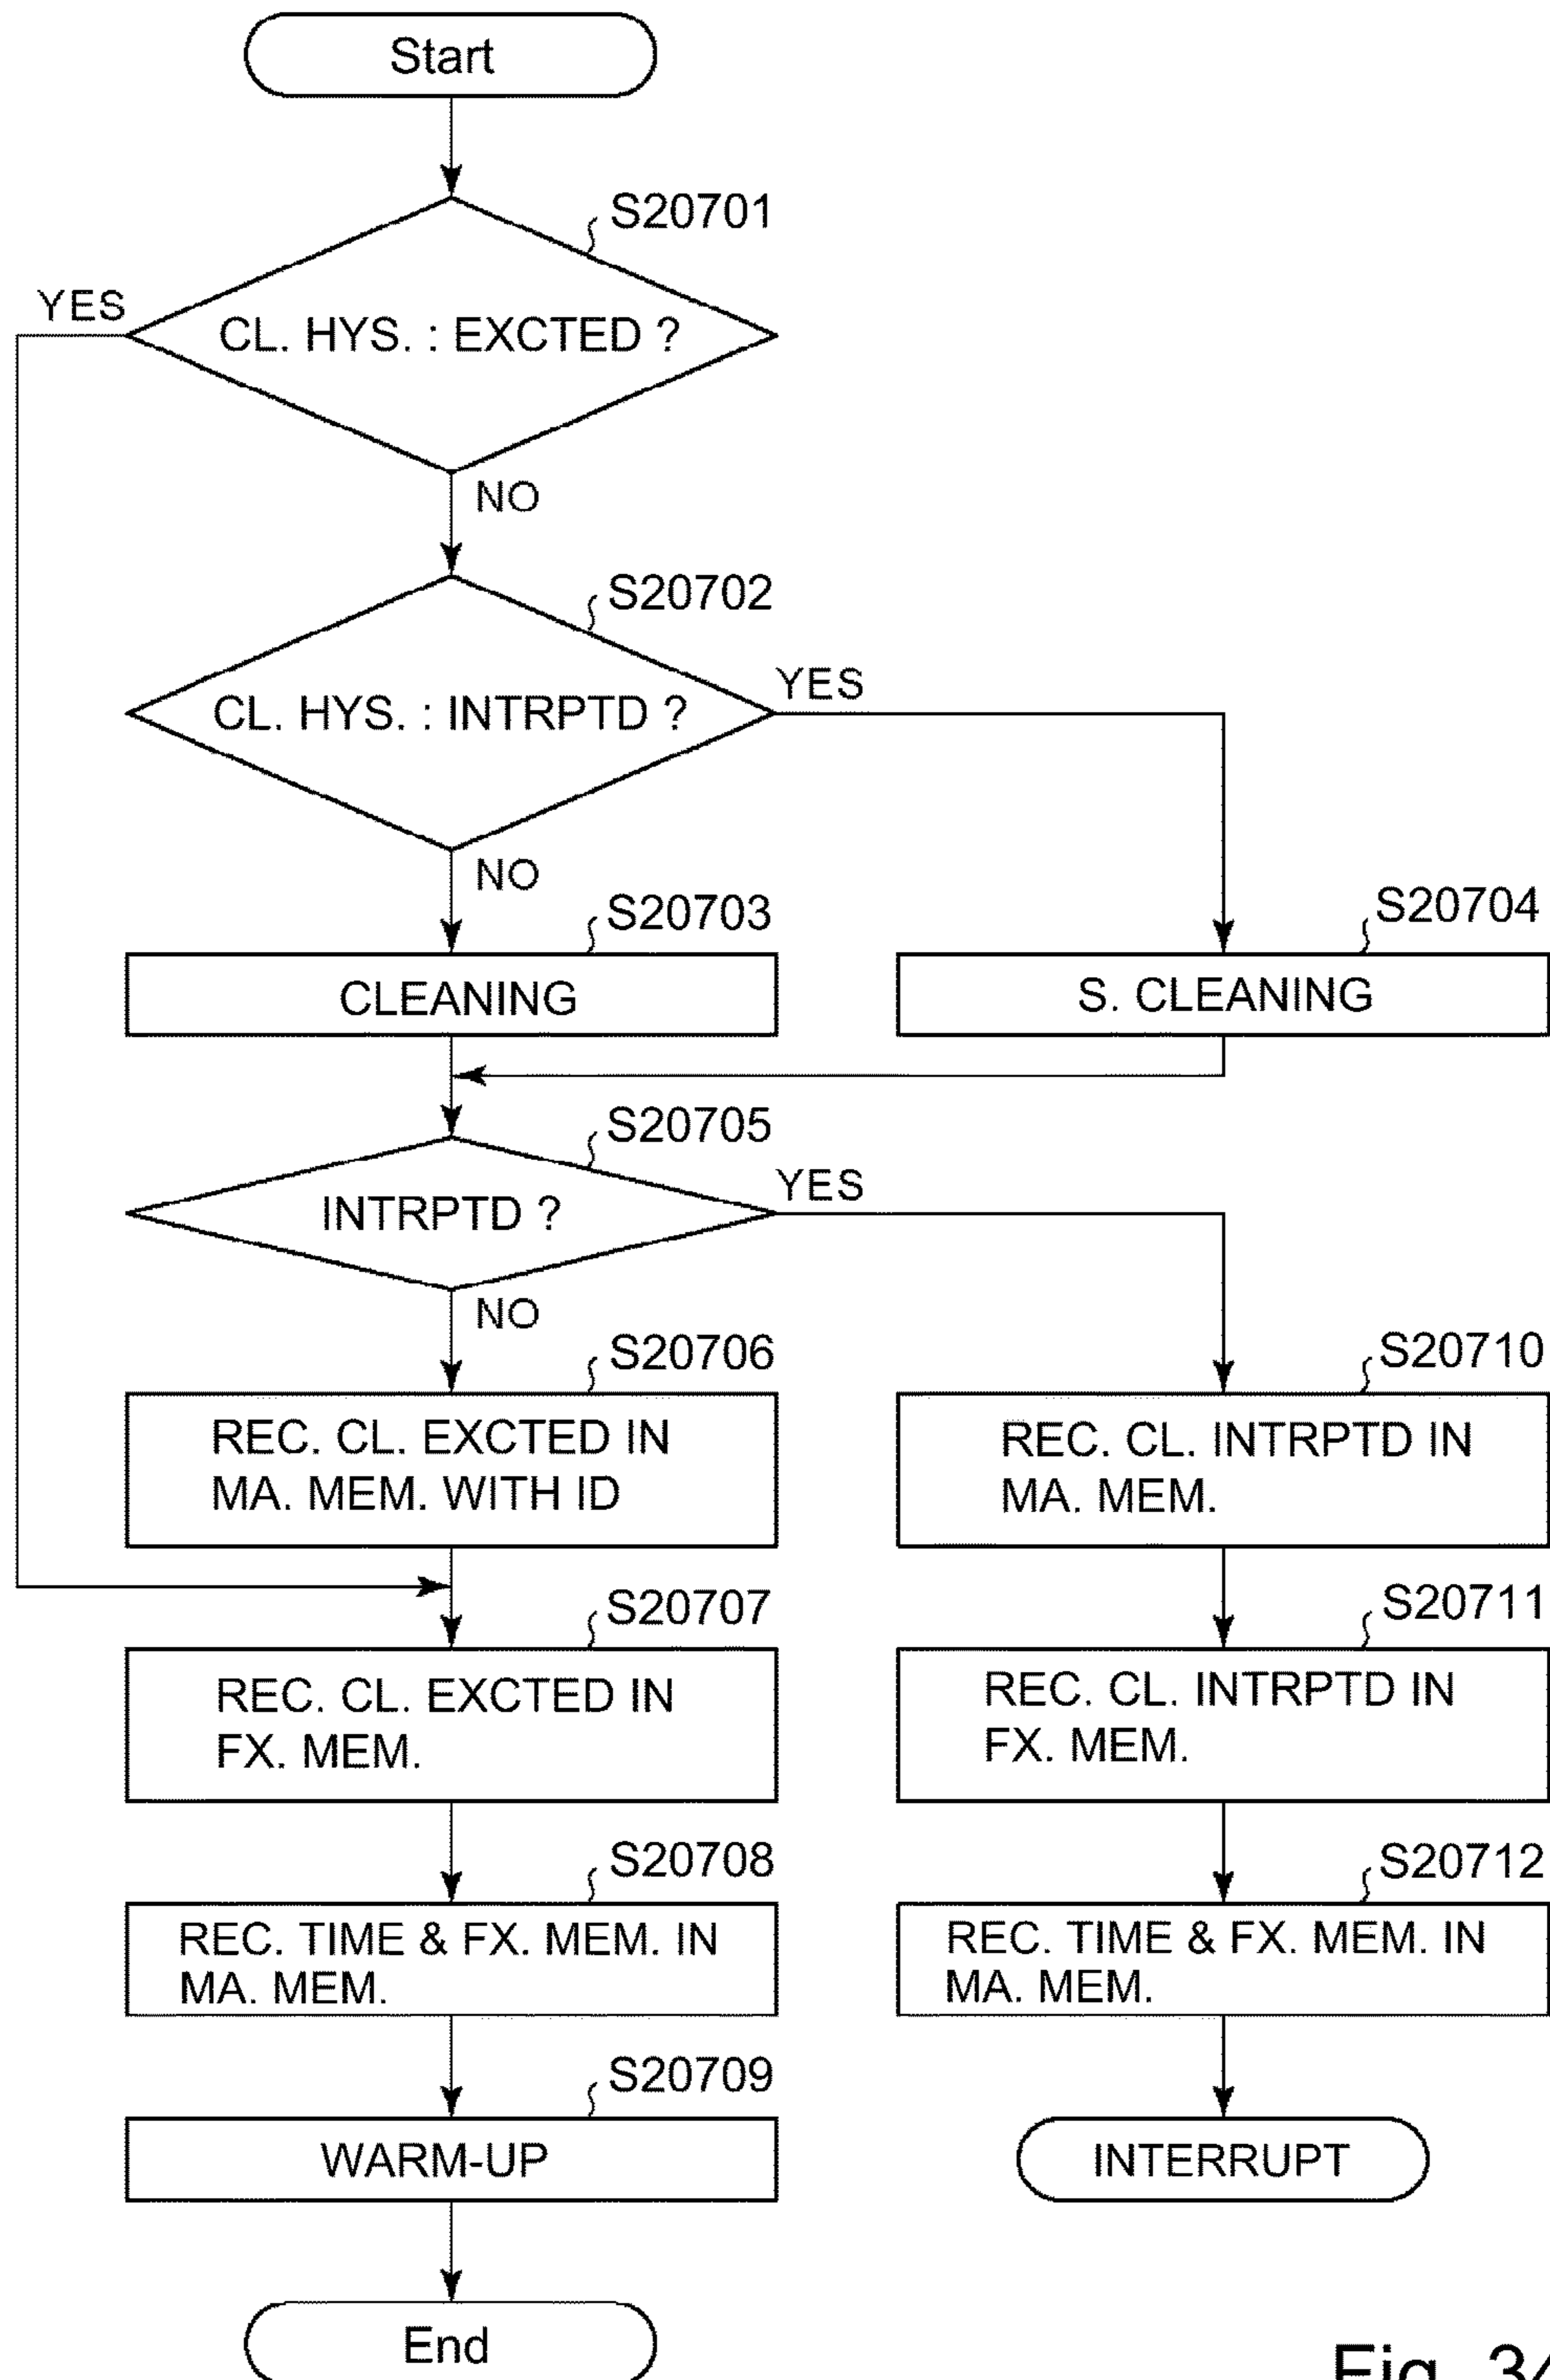 Start
S20701
YES
CL. HYS. : EXCTED ?
NO
S20702
YES
CL. HYS. : INTRPTD ?
NO
S20703
S20704
CLEANING
S. CLEANING
S20705
YES
INTRPTD ?
NO
S20706
S20710
REC. CL. EXCTED IN
MA. MEM. WITH ID
REC. CL. INTRPTD IN
MA. MEM.
S20707
S20711
REC. CL. EXCTED IN
FX. MEM.
REC. CL. INTRPTD IN
FX. MEM.
S20708
S20712
REC. TIME & FX. MEM. IN
MA. MEM.
REC. TIME & FX. MEM. IN
MA. MEM.
S20709
WARM-UP
INTERRUPT
End
Fig. 34